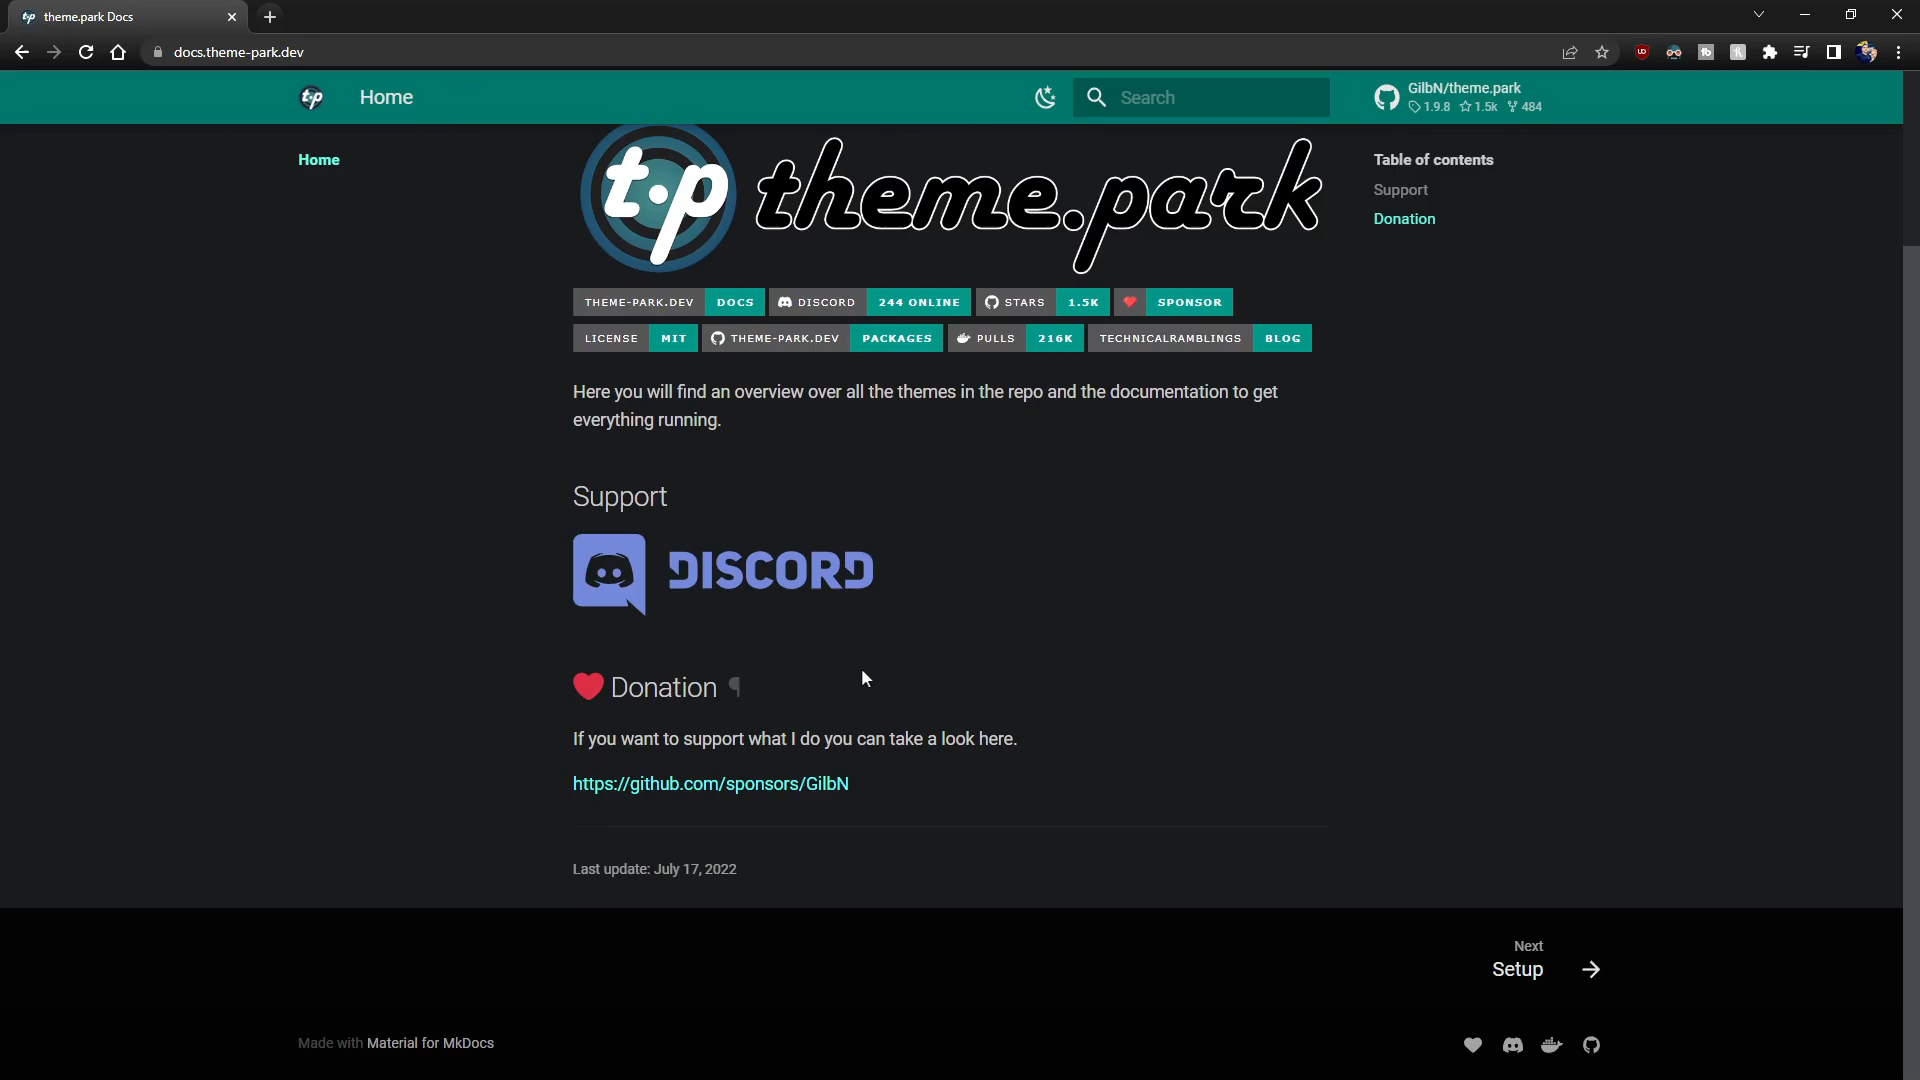 theme.park Docs
docs.theme-park.dev
t.p Home
Search
GilbN/theme.park
1.9.8 1.5k 484
Home
t·p theme.park
Table of contents
Support
Donation
THEME-PARK.DEV DOCS DISCORD 244 ONLINE STARS 1.5K SPONSOR
LICENSE MIT THEME-PARK.DEV PACKAGES PULLS 216K TECHNICALRAMBLINGS BLOG
Here you will find an overview over all the themes in the repo and the documentation to get
everything running.
Support
DISCORD
Donation ¶
If you want to support what I do you can take a look here.
https://github.com/sponsors/GilbN
Last update: July 17, 2022
Next
Setup
Made with Material for MkDocs